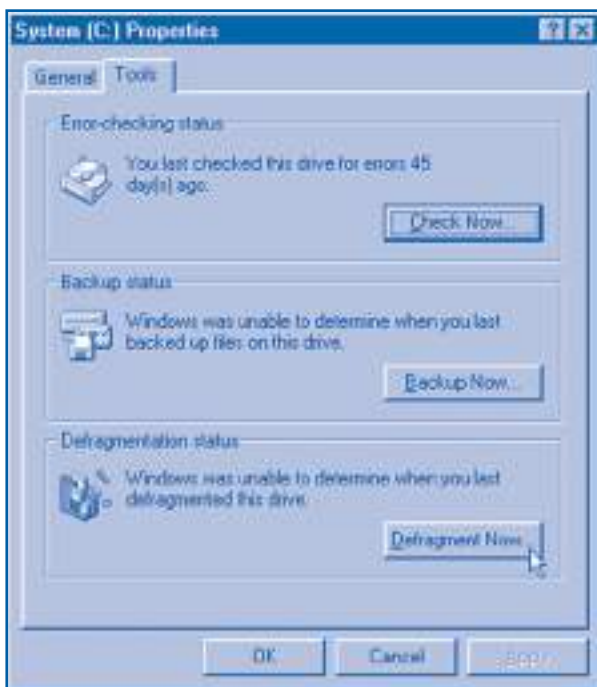 System (C:) Properties
General Tools
Error-checking status
You last checked this drive for errors 45
day(s) ago.
Check Now...
Backup status
Windows was unable to determine when you last
backed up files on this drive.
Backup Now...
Defragmentation status
Windows was unable to determine when you last
defragmented this drive.
Defragment Now...
OK Cancel Apply